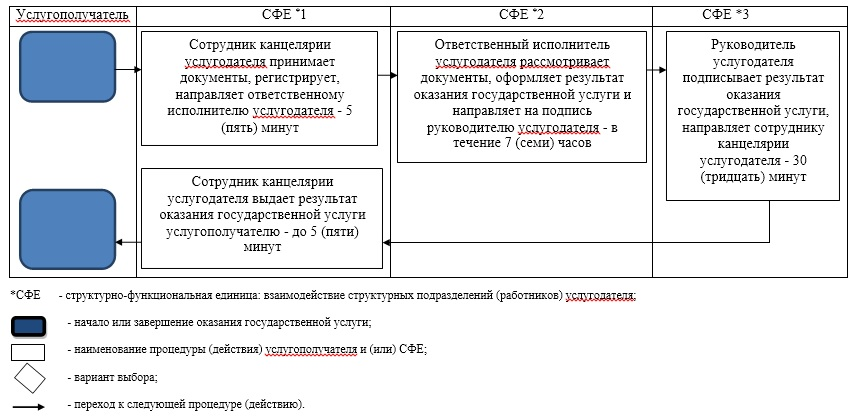 Услугополучатель
СФЕ *1
СФЕ *2
СФЕ *3
Сотрудник канцелярии
услугодателя принимает
документы, регистрирует,
направляет ответственному
исполнителю услугодателя - 5
(пять) минут
Ответственный исполнитель
услугодателя рассмотривает
документы, оформляет результат
оказания государственной услуги и
направляет на подпись
руководителю услугодателя - в
течение 7 (семи) часов
Руководитель
услугодателя
подписывает результат
оказания
государственной услуги,
направляет сотруднику
канцелярии
услугодателя - 30
(тридцать) минут
Сотрудник канцелярии
услугодателя выдает результат
оказания государственной услуги
услугополучателю - до 5 (пяти)
минут
*СФЕ - структурно-функциональная единица: взаимодействие структурных подразделений (работников) услугодателя;
- начало или завершение оказания государственной услуги;
- наименование процедуры (действия) услугополучателя и (или) СФЕ;
- вариант выбора;
- переход к следующей процедуре (действию).